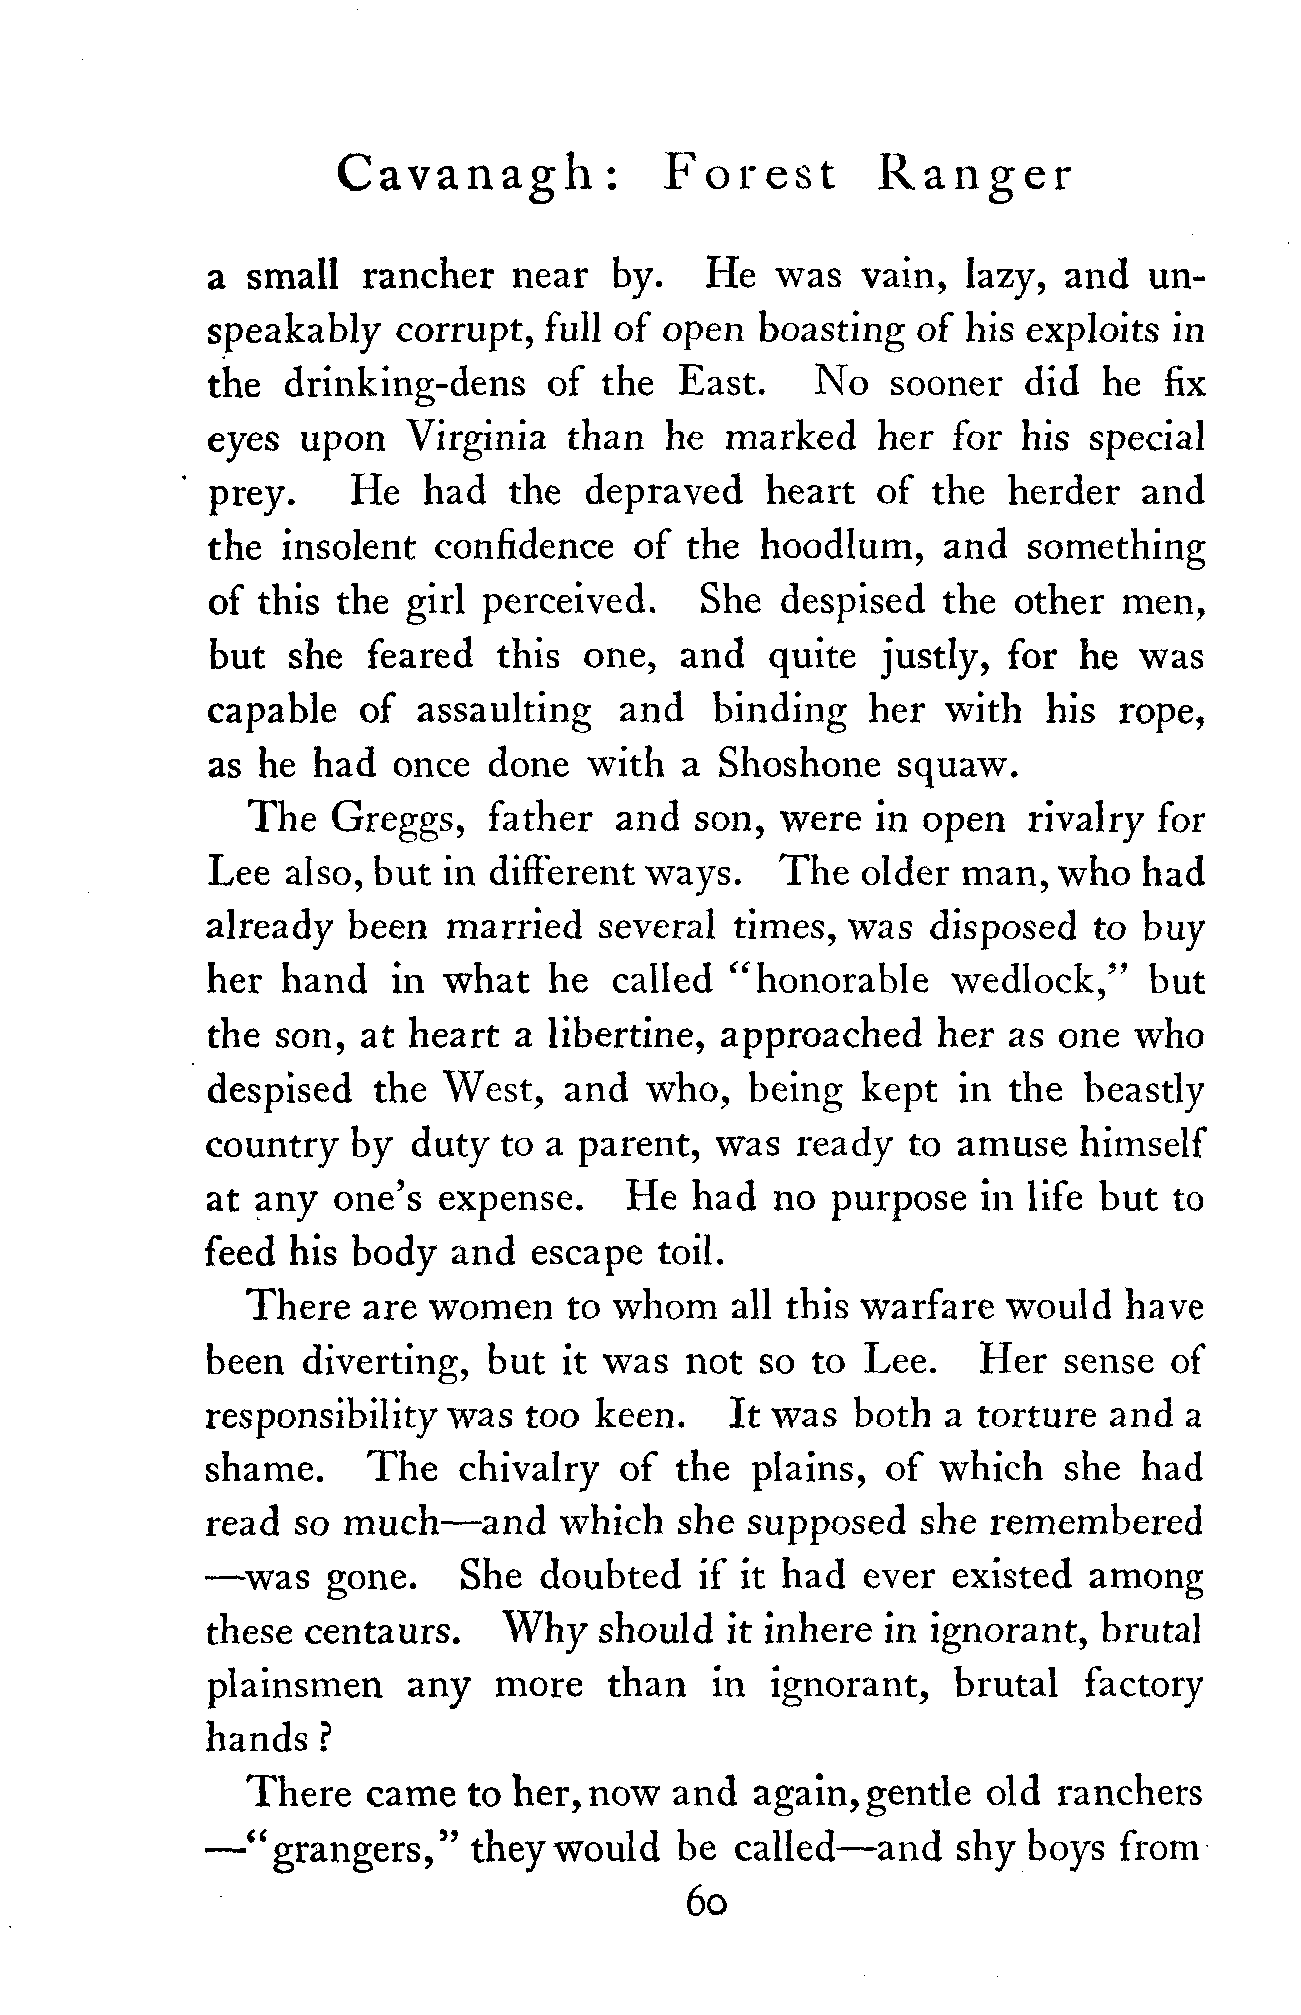 Cavanagh: Forest Ranger
a small rancher near by. He was vain, lazy, and un-
speakably corrupt, full of open boasting of his exploits in
the drinking-dens of the East. No sooner did he fix
eyes upon Virginia than he marked her for his special
prey. He had the depraved heart of the herder and
the insolent confidence of the hoodlum, and something
of this the girl perceived. She despised the other men,
but she feared this one, and quite justly, for he was
capable of assaulting and binding her with his rope,
as he had once done with a Shoshone squaw.
The Greggs, father and son, were in open rivalry for
Lee also, but in different ways. The older man, who had
already been married several times, was disposed to buy
her hand in what he called "honorable wedlock," but
the son, at heart a libertine, approached her as one who
despised the West, and who, being kept in the beastly
country by duty to a parent, was ready to amuse himself
at any one's expense. He had no purpose in life but to
feed his body and escape toil.
There are women to whom all this warfare would have
been diverting, but it was not so to Lee. Her sense of
responsibility was too keen. It was both a torture and a
shame. The chivalry of the plains, of which she had
read so much—and which she supposed she remembered
—was gone. She doubted if it had ever existed among
these centaurs. Why should it inhere in ignorant, brutal
plainsmen any more than in ignorant, brutal factory
hands?
There came to her, now and again, gentle old ranchers
—"grangers," they would be called—and shy boys from
60